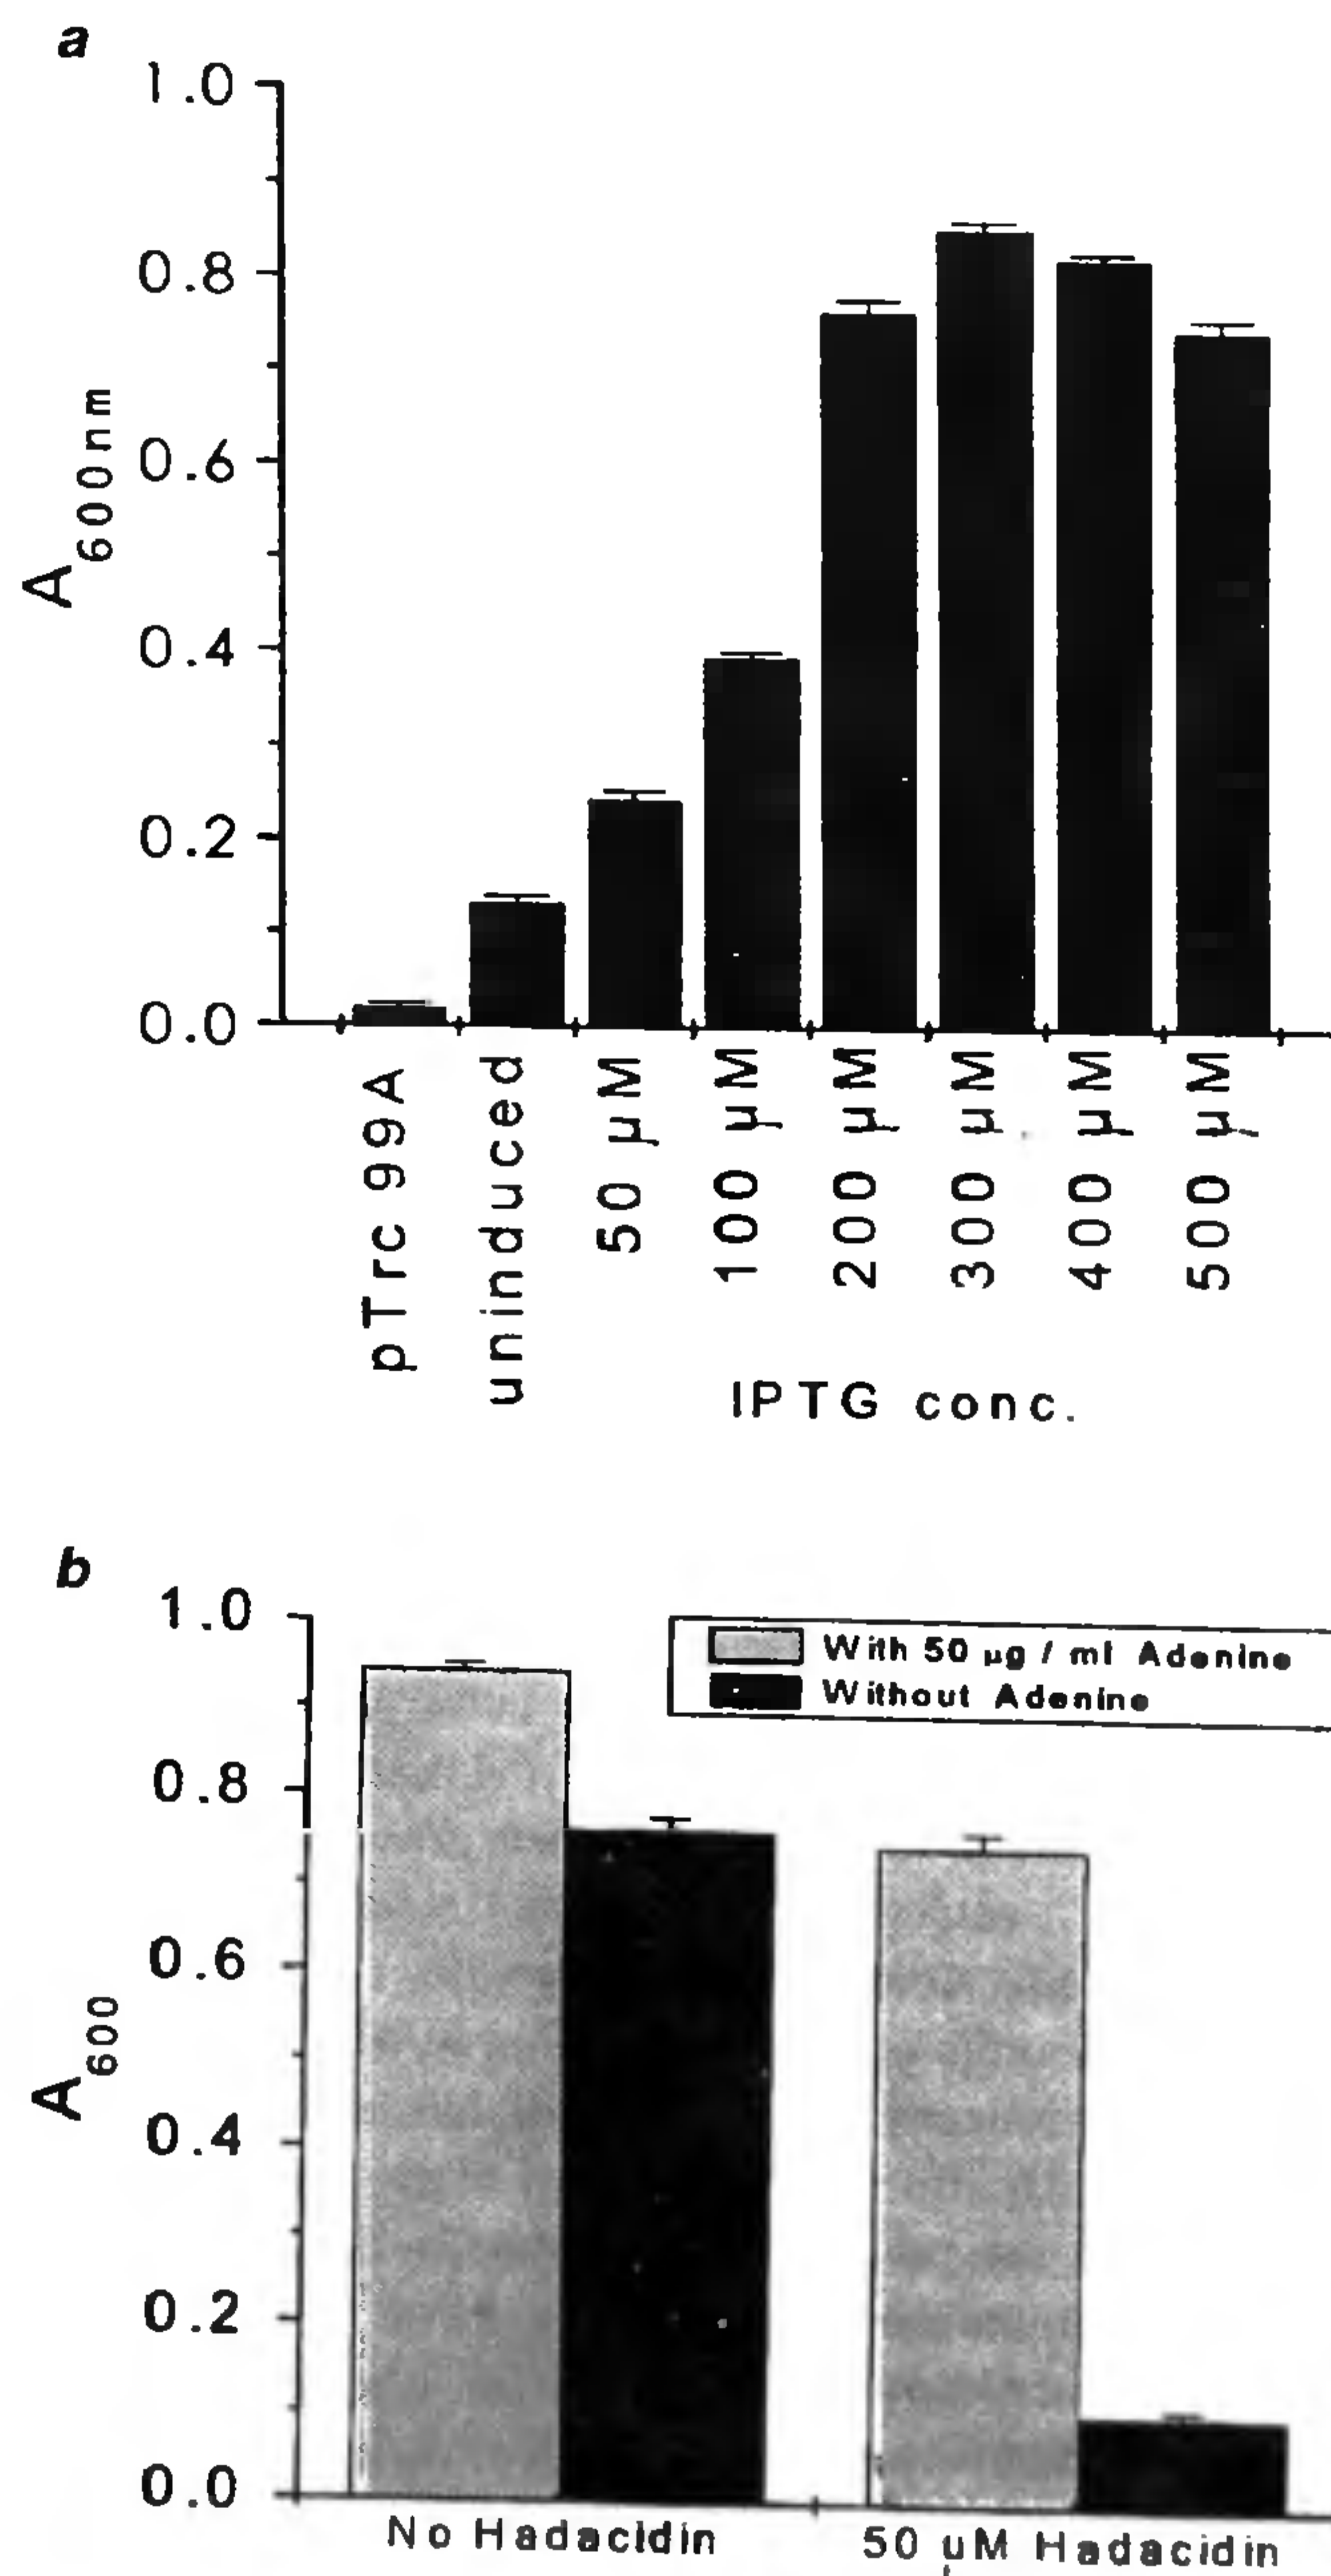 a
1.0
0.8
0.6
0.4
0.2
0.0
A600nm
pTrc 99A
uninduced
50 µM
100 µM
200 µM
300 µM
400 µM
500 µM
IPTG conc.
b
1.0
0.8
0.6
0.4
0.2
0.0
A600
With 50 µg / ml Adenine
Without Adenine
No Hadacidin
50 µM Hadacidin